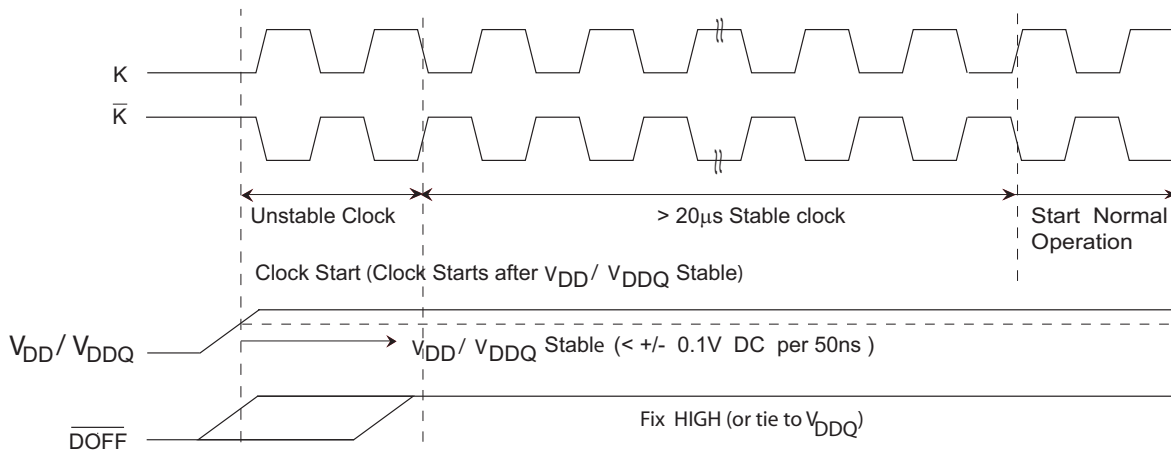 K
K̅
Unstable Clock
> 20μs Stable clock
Start Normal
Operation
Clock Start (Clock Starts after VDD / VDDQ Stable)
VDD / VDDQ
VDD / VDDQ Stable (< +/- 0.1V DC per 50ns )
Fix HIGH (or tie to VDDQ)
D̅O̅F̅F̅